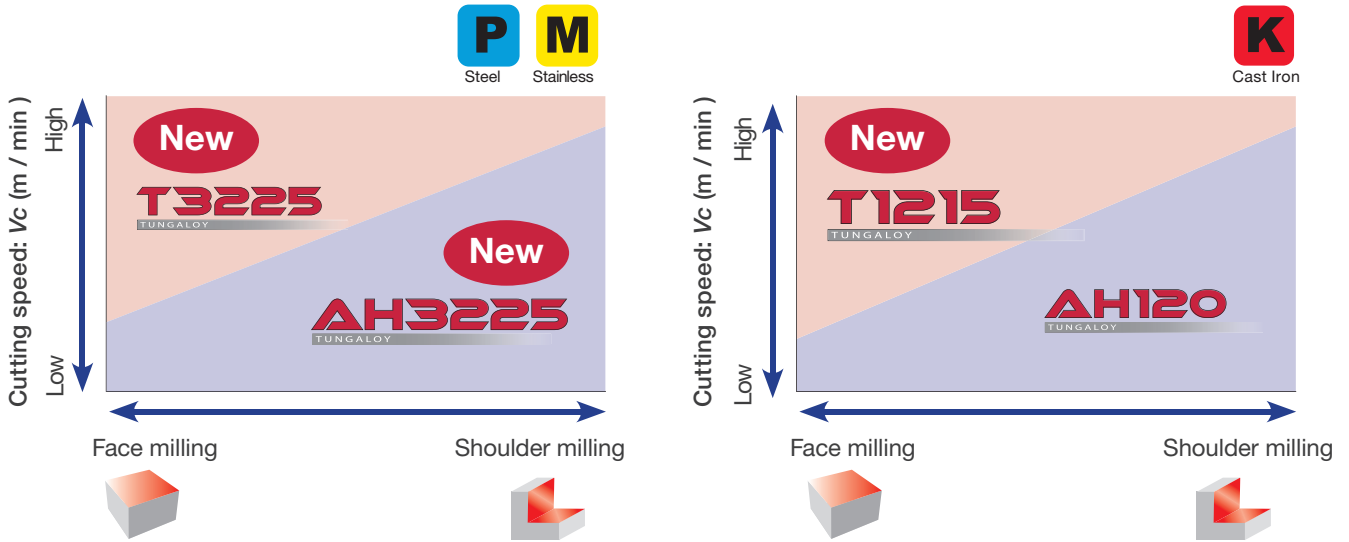 P M
Steel Stainless
Cutting speed: Vc (m / min )
High
Low
New
T3225
TUNGALOY
New
AH3225
TUNGALOY
Face milling
Shoulder milling
K
Cast Iron
Cutting speed: Vc (m / min )
High
Low
New
T1215
TUNGALOY
AH120
TUNGALOY
Face milling
Shoulder milling